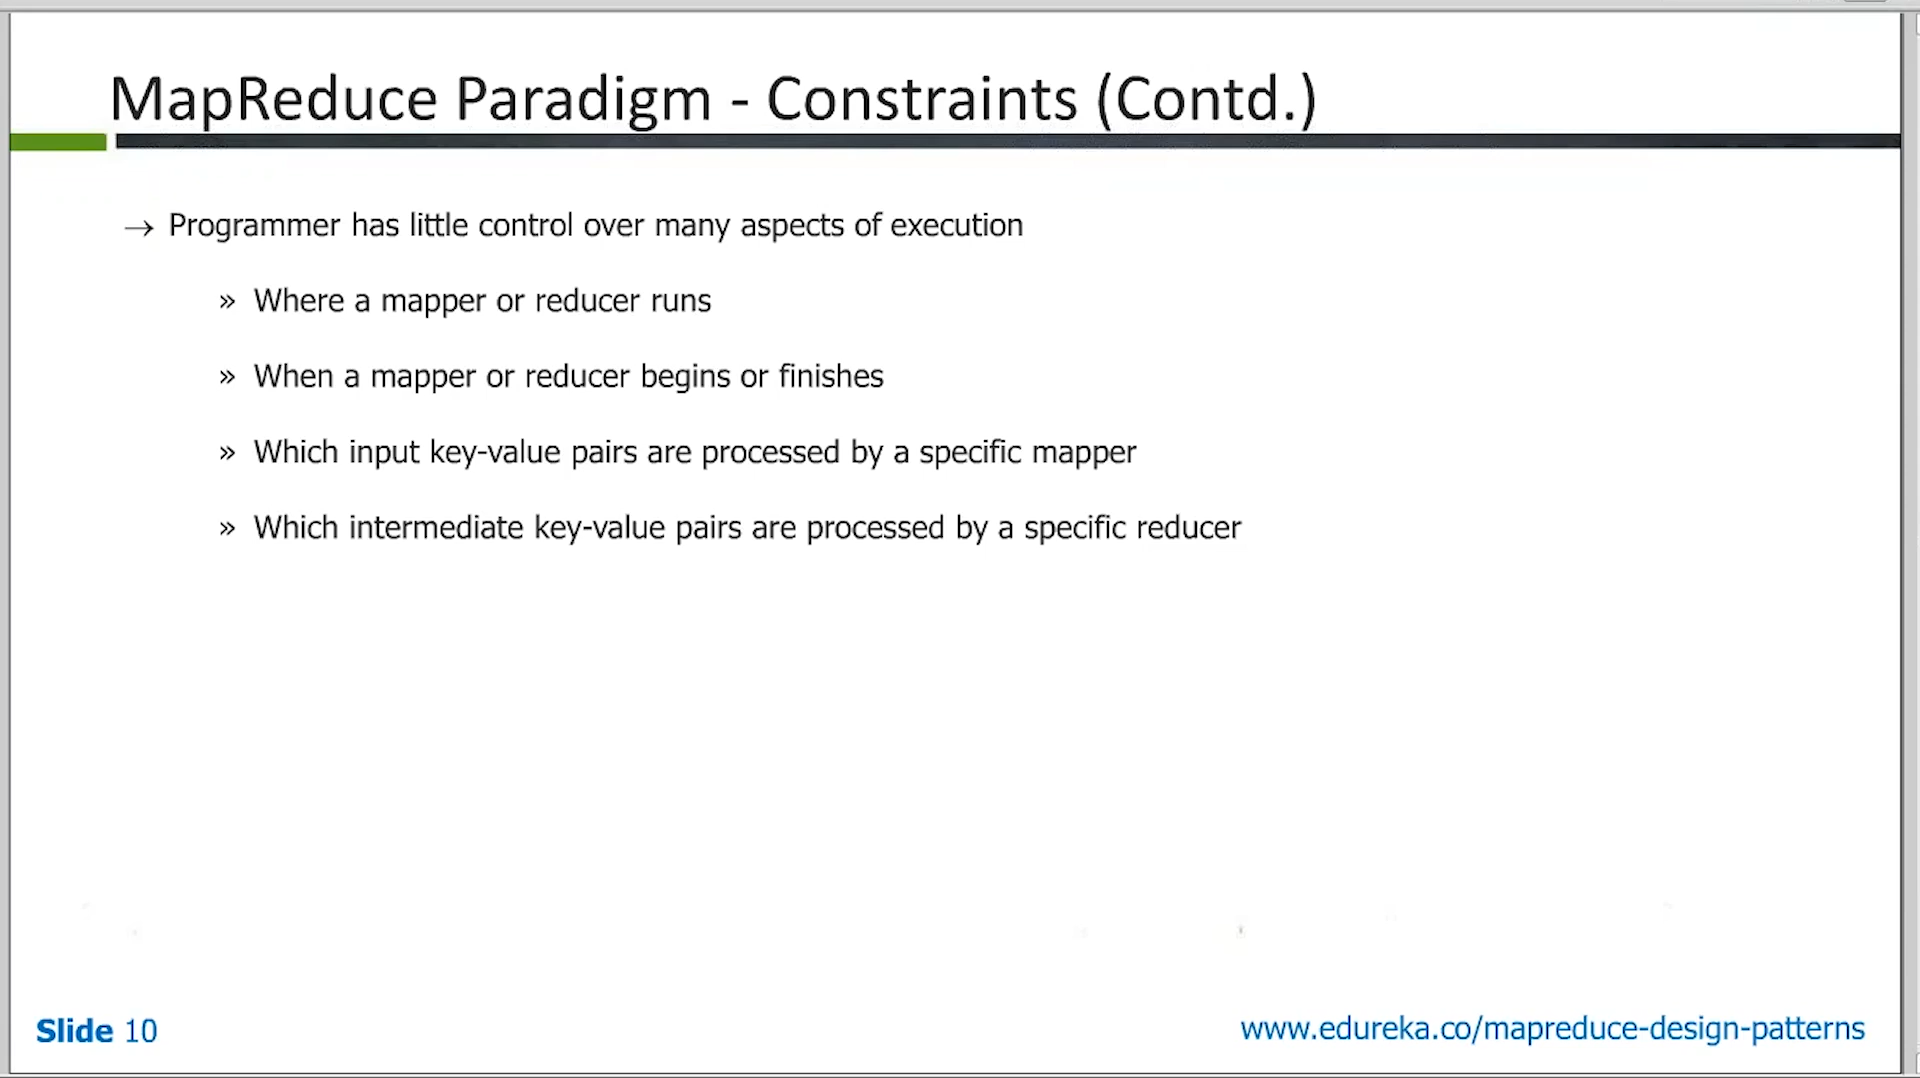 MapReduce Paradigm - Constraints (Contd.)
→ Programmer has little control over many aspects of execution
» Where a mapper or reducer runs
» When a mapper or reducer begins or finishes
» Which input key-value pairs are processed by a specific mapper
» Which intermediate key-value pairs are processed by a specific reducer
Slide 10
www.edureka.co/mapreduce-design-patterns